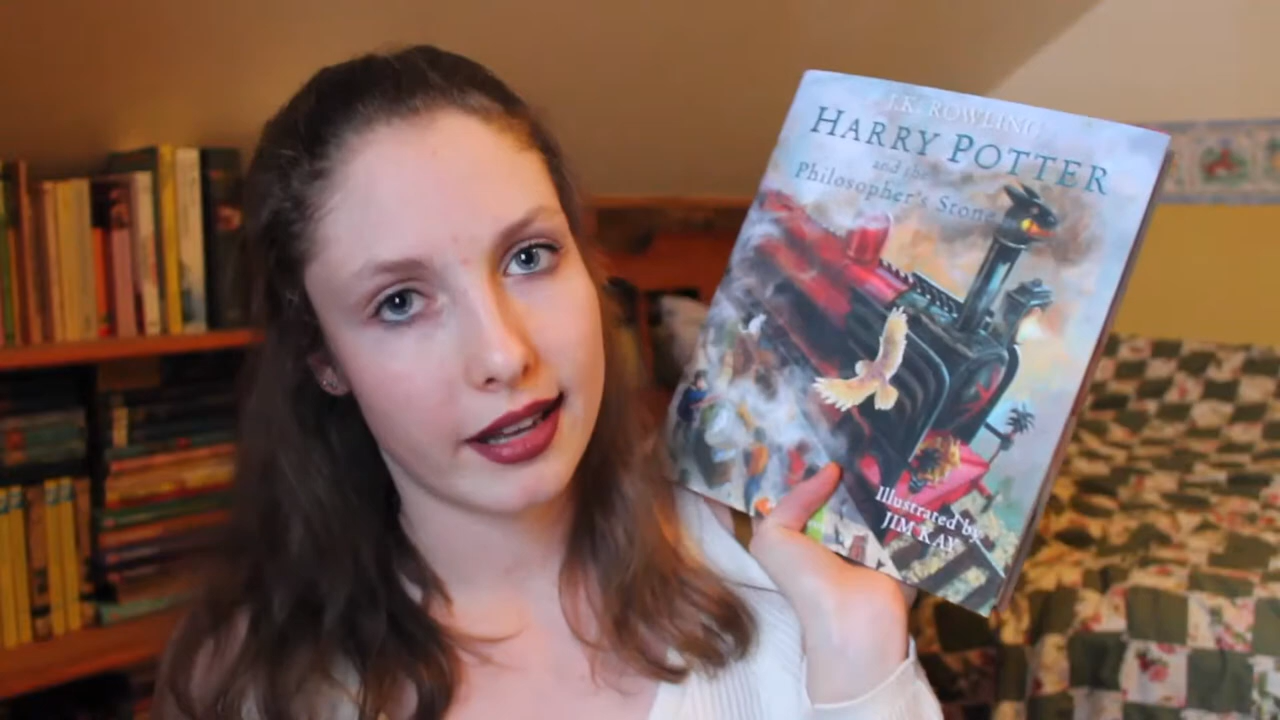 J.K. ROWLING
HARRY POTTER
and the
Philosopher's Stone
Illustrated by
JIM KAY